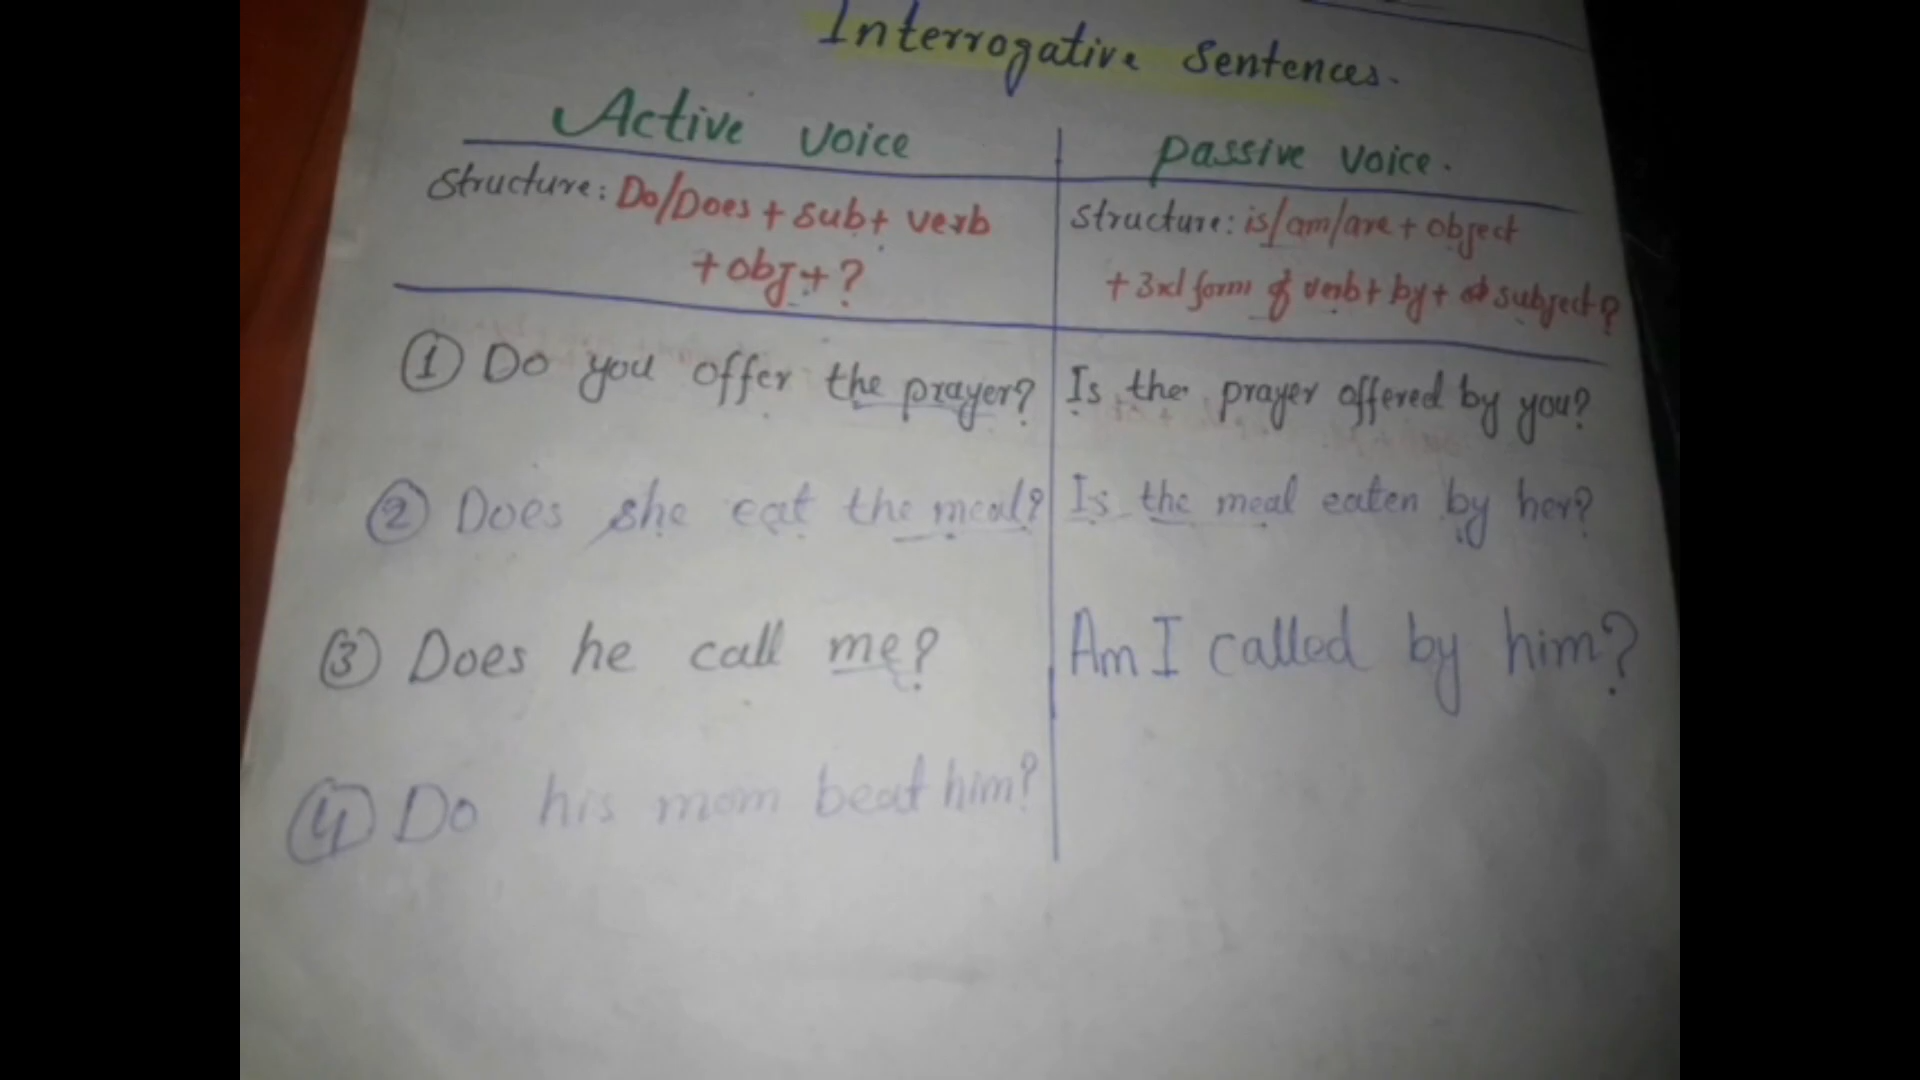 Interrogative Sentences.
Active voice
passive voice.
Structure: Do/Does + sub + verb
+ obj + ?
Structure: is/am/are + object
+ 3rd form of verb + by + subject?
① Do you offer the prayer?
Is the prayer offered by you?
② Does she eat the meal?
Is the meal eaten by her?
③ Does he call me?
Am I called by him?
④ Do his mom beat him?